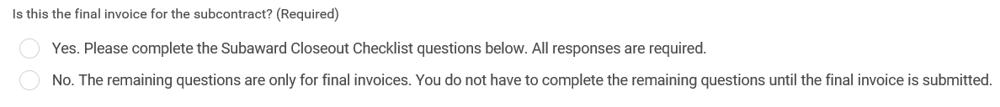 Is this the final invoice for the subcontract? (Required)
Yes. Please complete the Subaward Closeout Checklist questions below. All responses are required.
No. The remaining questions are only for final invoices. You do not have to complete the remaining questions until the final invoice is submitted.